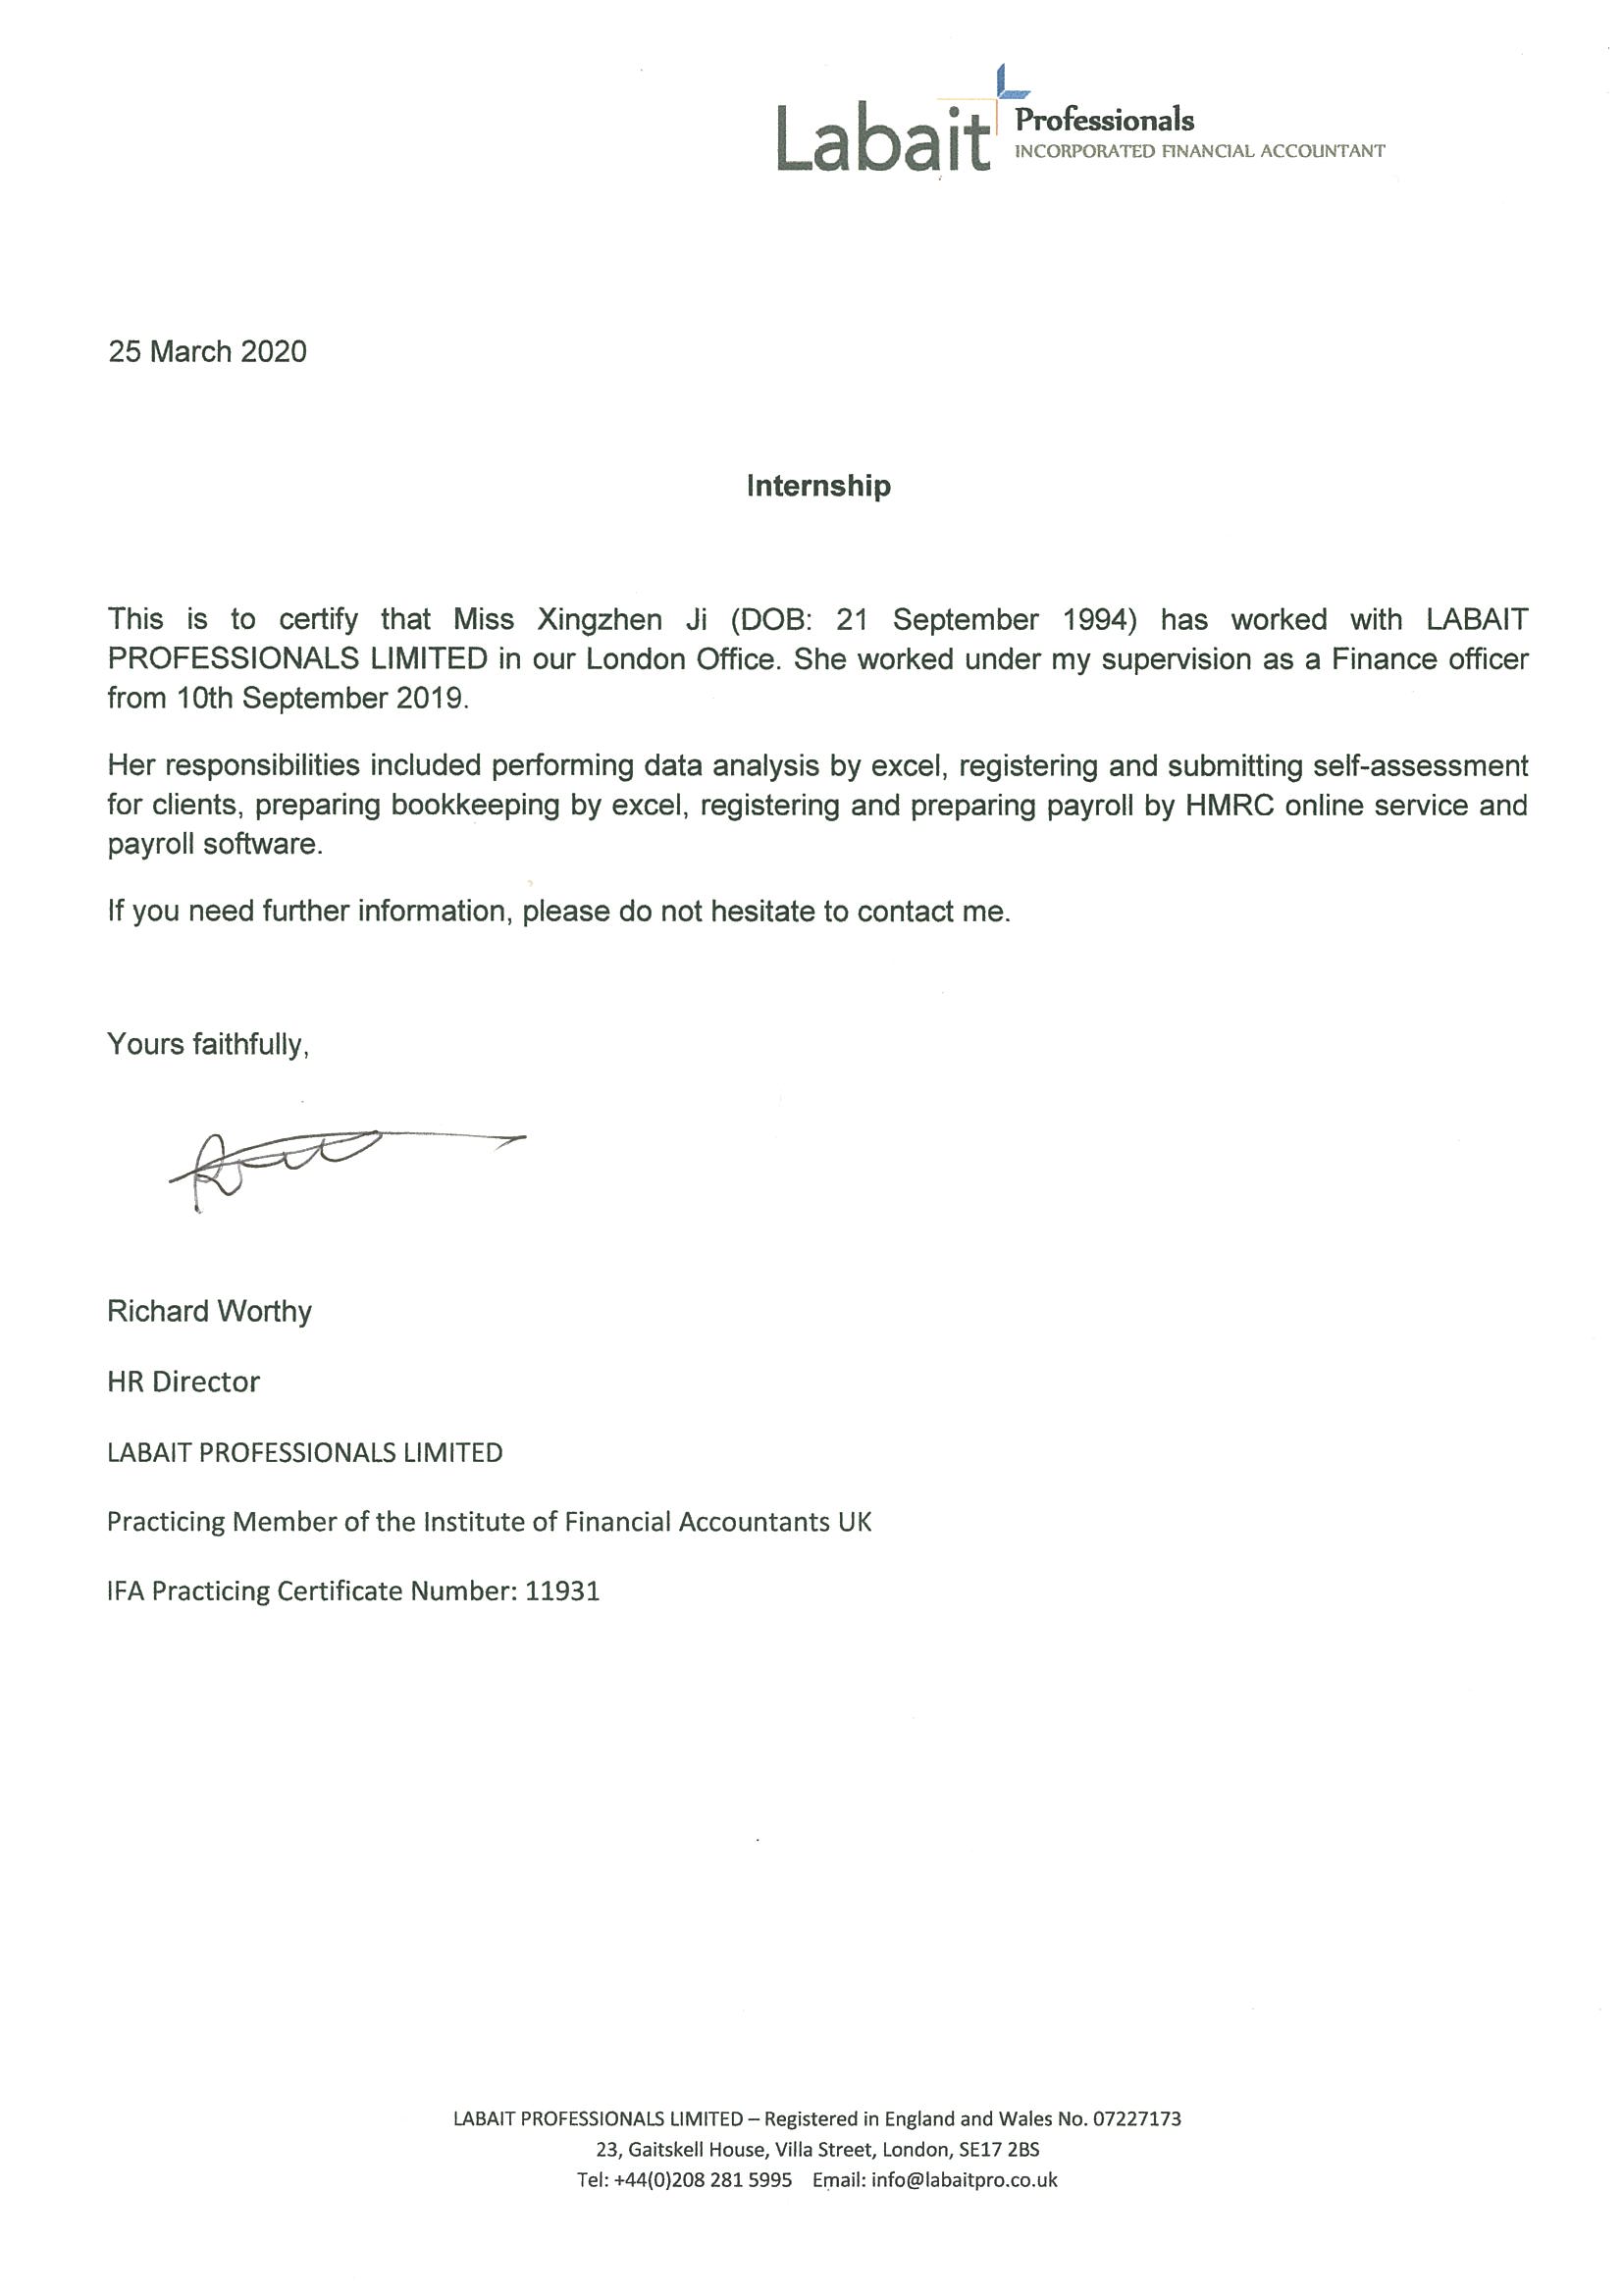 Labait Professionals
INCORPORATED FINANCIAL ACCOUNTANT
25 March 2020
Internship
This is to certify that Miss Xingzhen Ji (DOB: 21 September 1994) has worked with LABAIT
PROFESSIONALS LIMITED in our London Office. She worked under my supervision as a Finance officer
from 10th September 2019.
Her responsibilities included performing data analysis by excel, registering and submitting self-assessment
for clients, preparing bookkeeping by excel, registering and preparing payroll by HMRC online service and
payroll software.
If you need further information, please do not hesitate to contact me.
Yours faithfully,
Richard Worthy
HR Director
LABAIT PROFESSIONALS LIMITED
Practicing Member of the Institute of Financial Accountants UK
IFA Practicing Certificate Number: 11931
LABAIT PROFESSIONALS LIMITED – Registered in England and Wales No. 07227173
23, Gaitskell House, Villa Street, London, SE17 2BS
Tel: +44(0)208 281 5995 Email: info@labaitpro.co.uk